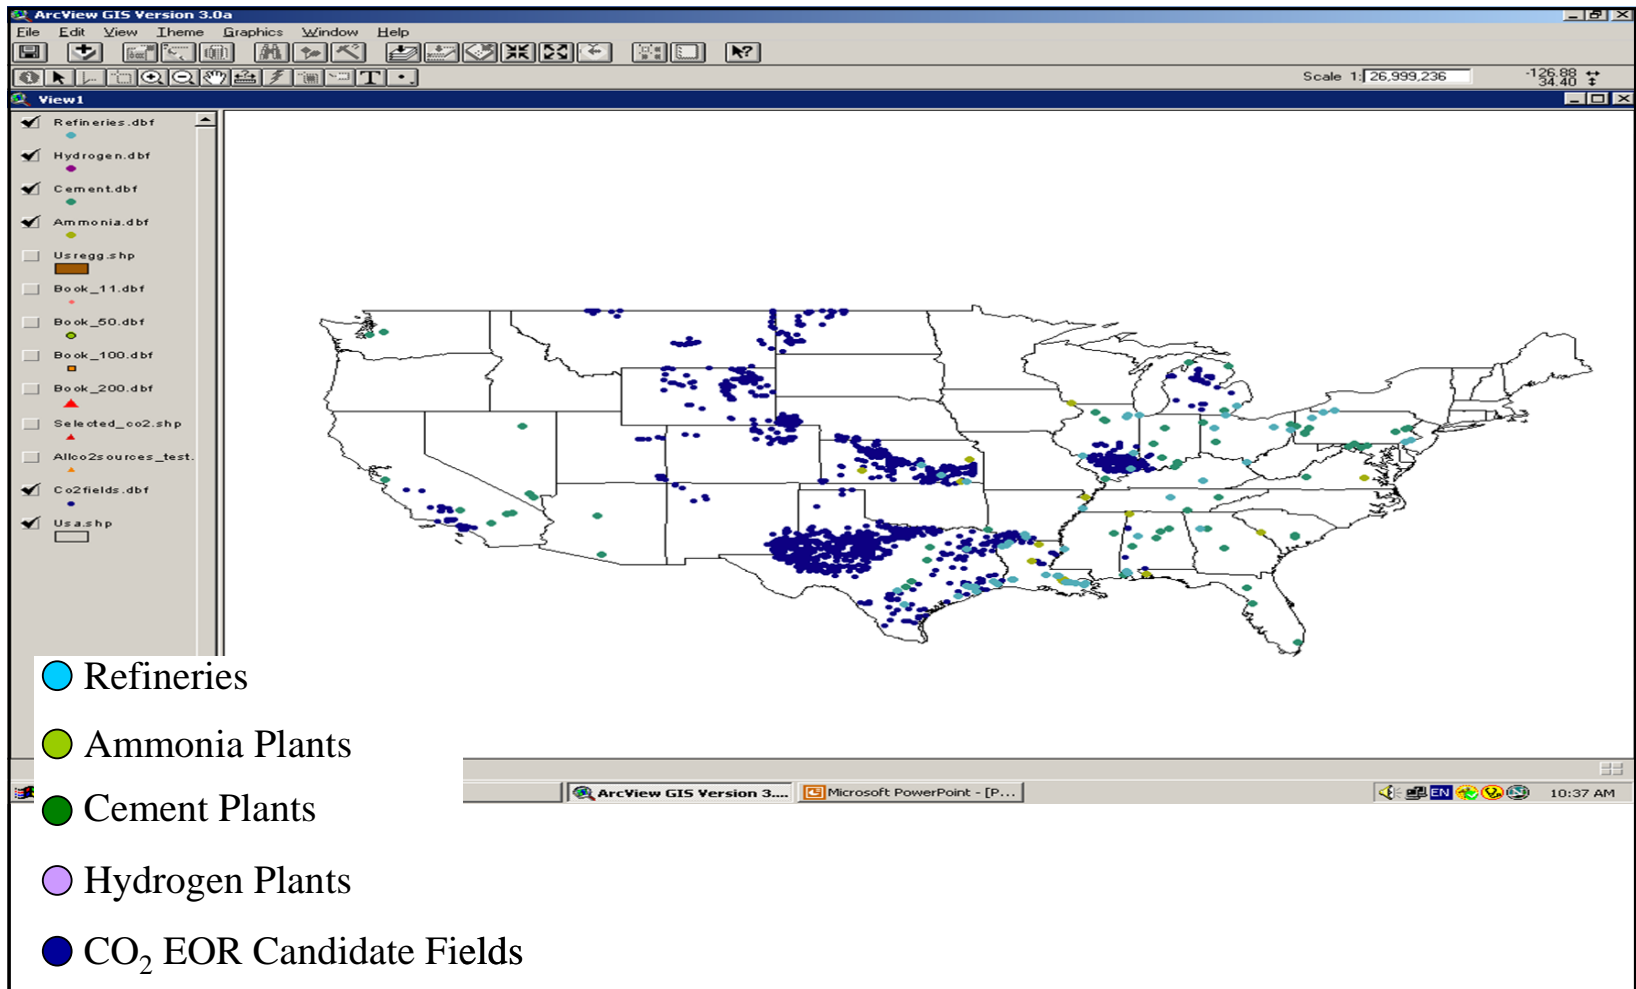 ArcView GIS Version 3.0a
File Edit View Theme Graphics Window Help
Scale 1: 26,999,236
-126.88
34.40
View1
Refineries.dbf
Hydrogen.dbf
Cement.dbf
Ammonia.dbf
Usregg.shp
Book_11.dbf
Book_50.dbf
Book_100.dbf
Book_200.dbf
Selected_co2.shp
Allco2sources_test.
Co2fields.dbf
Usa.shp
Refineries
Ammonia Plants
Cement Plants
Hydrogen Plants
CO2 EOR Candidate Fields
ArcView GIS Version 3.... Microsoft PowerPoint - [P... EN 10:37 AM